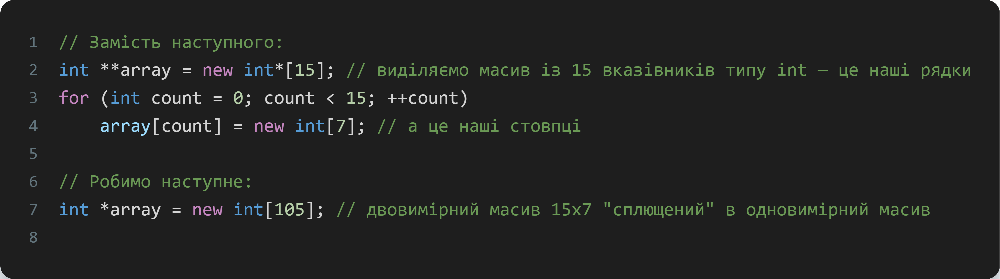 1 // Замість наступного:
2 int **array = new int*[15]; // виділяємо масив із 15 вказівників типу int — це наші рядки
3 for (int count = 0; count < 15; ++count)
4     array[count] = new int[7]; // а це наші стовпці
5
6 // Робимо наступне:
7 int *array = new int[105]; // двовимірний масив 15x7 "сплющений" в одновимірний масив
8